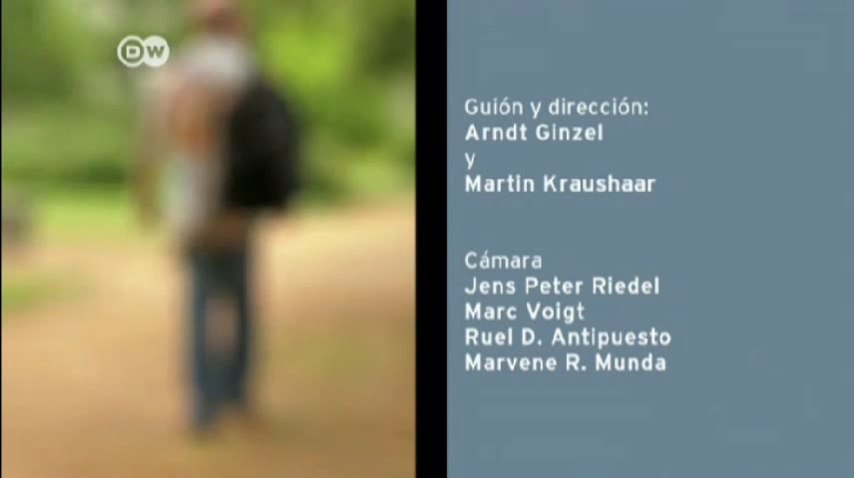 DW
Guión y dirección:
Arndt Ginzel
y
Martin Kraushaar
Cámara
Jens Peter Riedel
Marc Voigt
Ruel D. Antipuesto
Marvene R. Munda